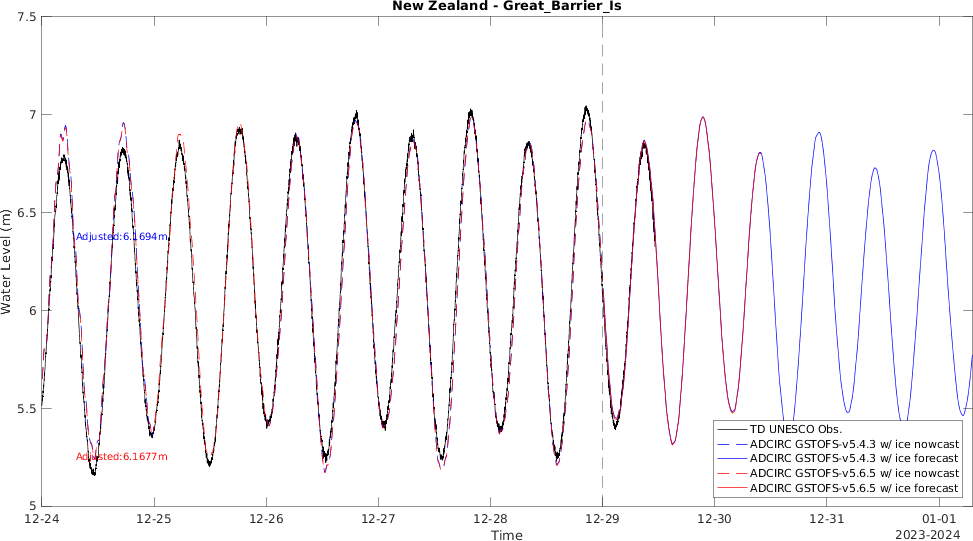 New Zealand - Great_Barrier_Is
7.5
7
6.5
6
5.5
5
Water Level (m)
Adjusted:6.1694m
Adjusted:6.1677m
TD UNESCO Obs.
ADCIRC GSTOFS-v5.4.3 w/ ice nowcast
ADCIRC GSTOFS-v5.4.3 w/ ice forecast
ADCIRC GSTOFS-v5.6.5 w/ ice nowcast
ADCIRC GSTOFS-v5.6.5 w/ ice forecast
12-24 12-25 12-26 12-27 12-28 12-29 12-30 12-31 01-01
Time
2023-2024